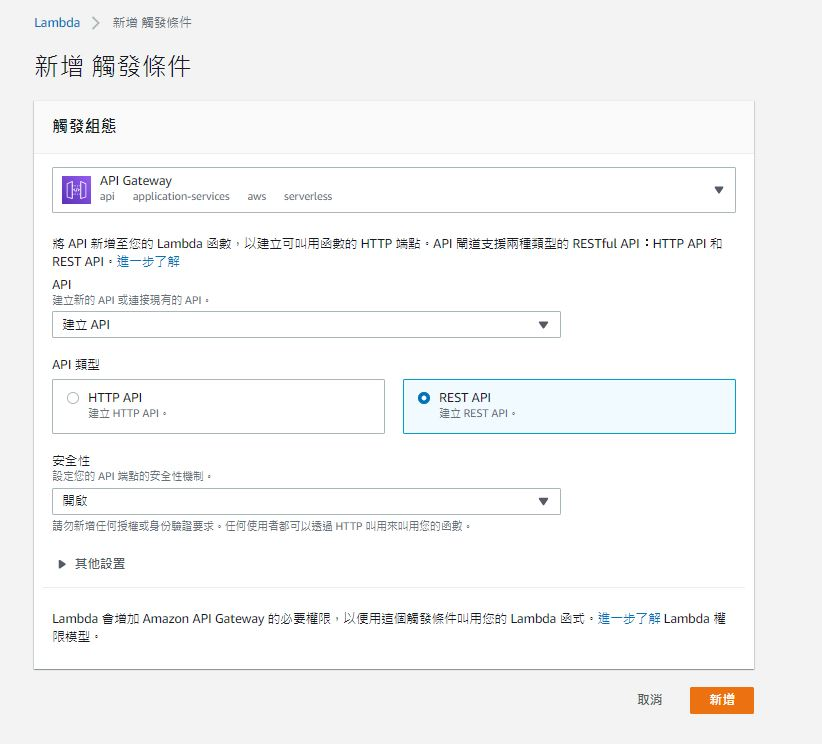 Lambda > 新增 觸發條件
新增 觸發條件
觸發組態
API Gateway
api application-services aws serverless
將 API 新增至您的 Lambda 函數，以建立可叫用函數的 HTTP 端點。API 閘道支援兩種類型的 RESTful API：HTTP API 和
REST API。進一步了解
API
建立新的 API 或連接現有的 API。
建立 API
API 類型
HTTP API
建立 HTTP API。
REST API
建立 REST API。
安全性
設定您的 API 端點的安全性機制。
開啟
請勿新增任何授權或身份驗證要求。任何使用者都可以透過 HTTP 叫用來叫用您的函數。
其他設置
Lambda 會增加 Amazon API Gateway 的必要權限，以便用這個觸發條件叫用您的 Lambda 函式。進一步了解 Lambda 權
限模型。
取消 新增